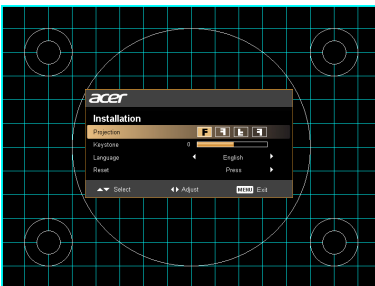 acer
Installation
Projection F
Keystone 0
Language English
Reset Press
Select Adjust MENU Exit